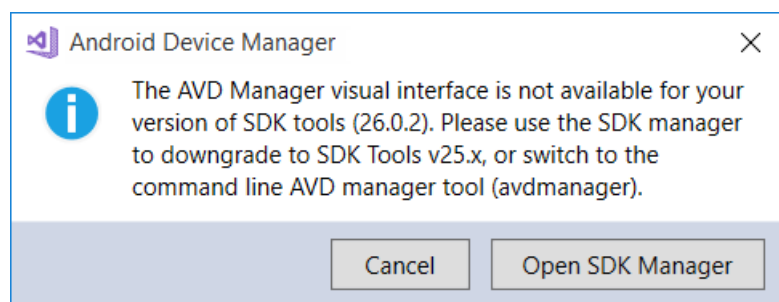 Android Device Manager
The AVD Manager visual interface is not available for your
version of SDK tools (26.0.2). Please use the SDK manager
to downgrade to SDK Tools v25.x, or switch to the
command line AVD manager tool (avdmanager).
Cancel
Open SDK Manager